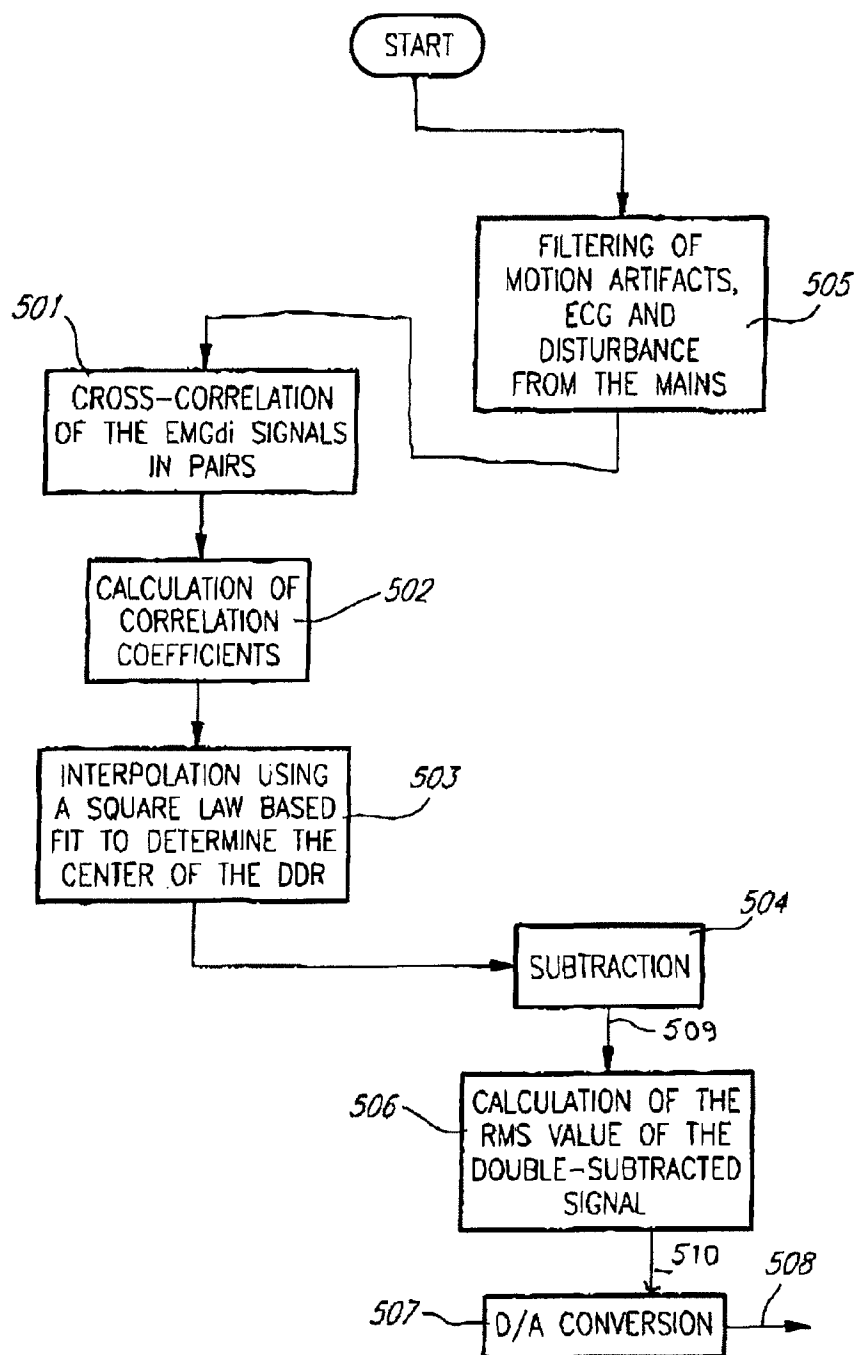 START
FILTERING OF
MOTION ARTIFACTS,
ECG AND
DISTURBANCE
FROM THE MAINS
505
501
CROSS-CORRELATION
OF THE EMGdi SIGNALS
IN PAIRS
CALCULATION OF
CORRELATION
COEFFICIENTS
502
INTERPOLATION USING
A SQUARE LAW BASED
FIT TO DETERMINE THE
CENTER OF THE DDR
503
504
SUBTRACTION
509
506
CALCULATION OF THE
RMS VALUE OF THE
DOUBLE-SUBTRACTED
SIGNAL
510
508
507
D/A CONVERSION